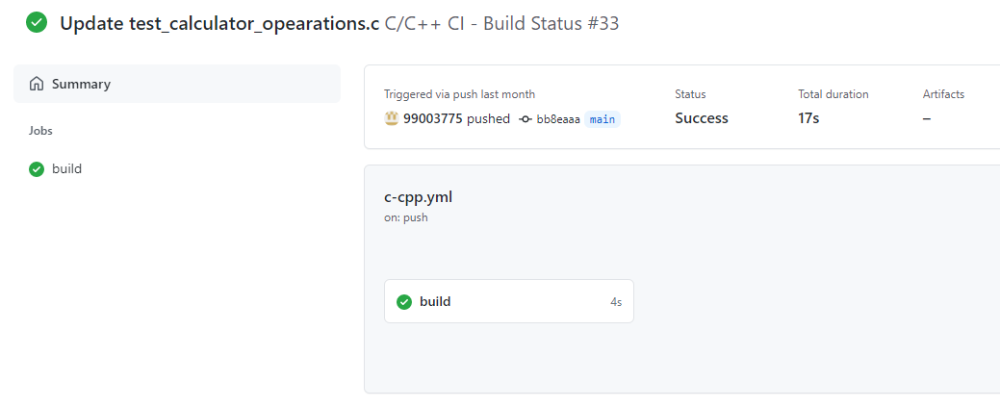 Update test_calculator_opearations.c C/C++ CI - Build Status #33
Summary
Jobs
build
Triggered via push last month
99003775 pushed bb8eaaa main
Status
Success
Total duration
17s
Artifacts
–
c-cpp.yml
on: push
build 4s